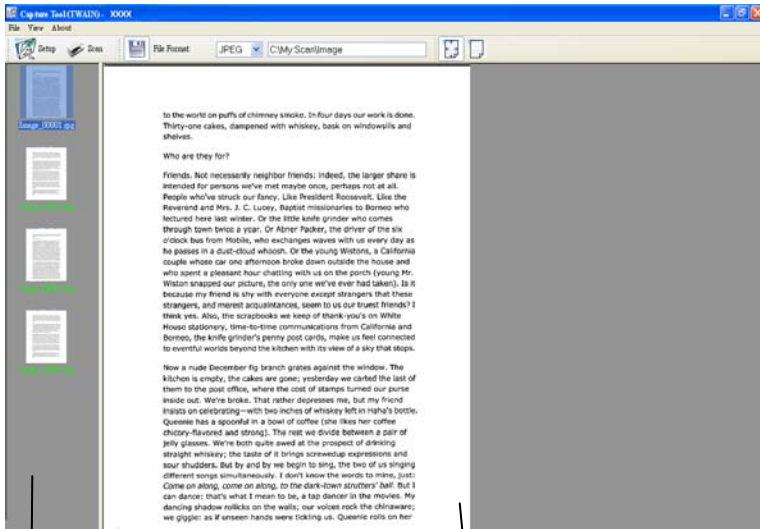 Capture Tool(TWAIN) -  XXXX
File View About
Setup Scan File Format: JPEG C:\My Scan\Image
Image_00001.jpg
to the world on puffs of chimney smoke. In four days our work is done.
Thirty-one cakes, dampened with whiskey, bask on windowsills and
shelves.
Who are they for?
Friends. Not necessarily neighbor friends: indeed, the larger share is
intended for persons we've met maybe once, perhaps not at all.
People who've struck our fancy. Like President Roosevelt. Like the
Reverend and Mrs. J. C. Lucey, Baptist missionaries to Borneo who
lectured here last winter. Or the little knife grinder who comes
through town twice a year. Or Abner Packer, the driver of the six
o'clock bus from Mobile, who exchanges waves with us every day as
he passes in a dust-cloud whoosh. Or the young Wistons, a California
couple whose car one afternoon broke down outside the house and
who spent a pleasant hour chatting with us on the porch (young Mr.
Wiston snapped our picture, the only one we've ever had taken). Is it
because my friend is shy with everyone except strangers that these
strangers, and merest acquaintances, seem to us our truest friends? I
think yes. Also, the scrapbooks we keep of thank-you's on White
House stationery, time-to-time communications from California and
Borneo, the knife grinder's penny post cards, make us feel connected
to eventful worlds beyond the kitchen with its view of a sky that stops.
Now a nude December fig branch grates against the window. The
kitchen is empty, the cakes are gone; yesterday we carted the last of
them to the post office, where the cost of stamps turned our purse
inside out. We're broke. That rather depresses me, but my friend
insists on celebrating—with two inches of whiskey left in Haha's bottle.
Queenie has a spoonful in a bowl of coffee (she likes her coffee
chicory-flavored and strong). The rest we divide between a pair of
jelly glasses. We're both quite awed at the prospect of drinking
straight whiskey; the taste of it brings screwedup expressions and
sour shudders. But by and by we begin to sing, the two of us singing
different songs simultaneously. I don't know the words to mine, just:
Come on along, come on along, to the dark-town strutters' ball. But I
can dance: that's what I mean to be, a tap dancer in the movies. My
dancing shadow rollicks on the walls; our voices rock the chinaware;
we giggle: as if unseen hands were tickling us. Queenie rolls on her